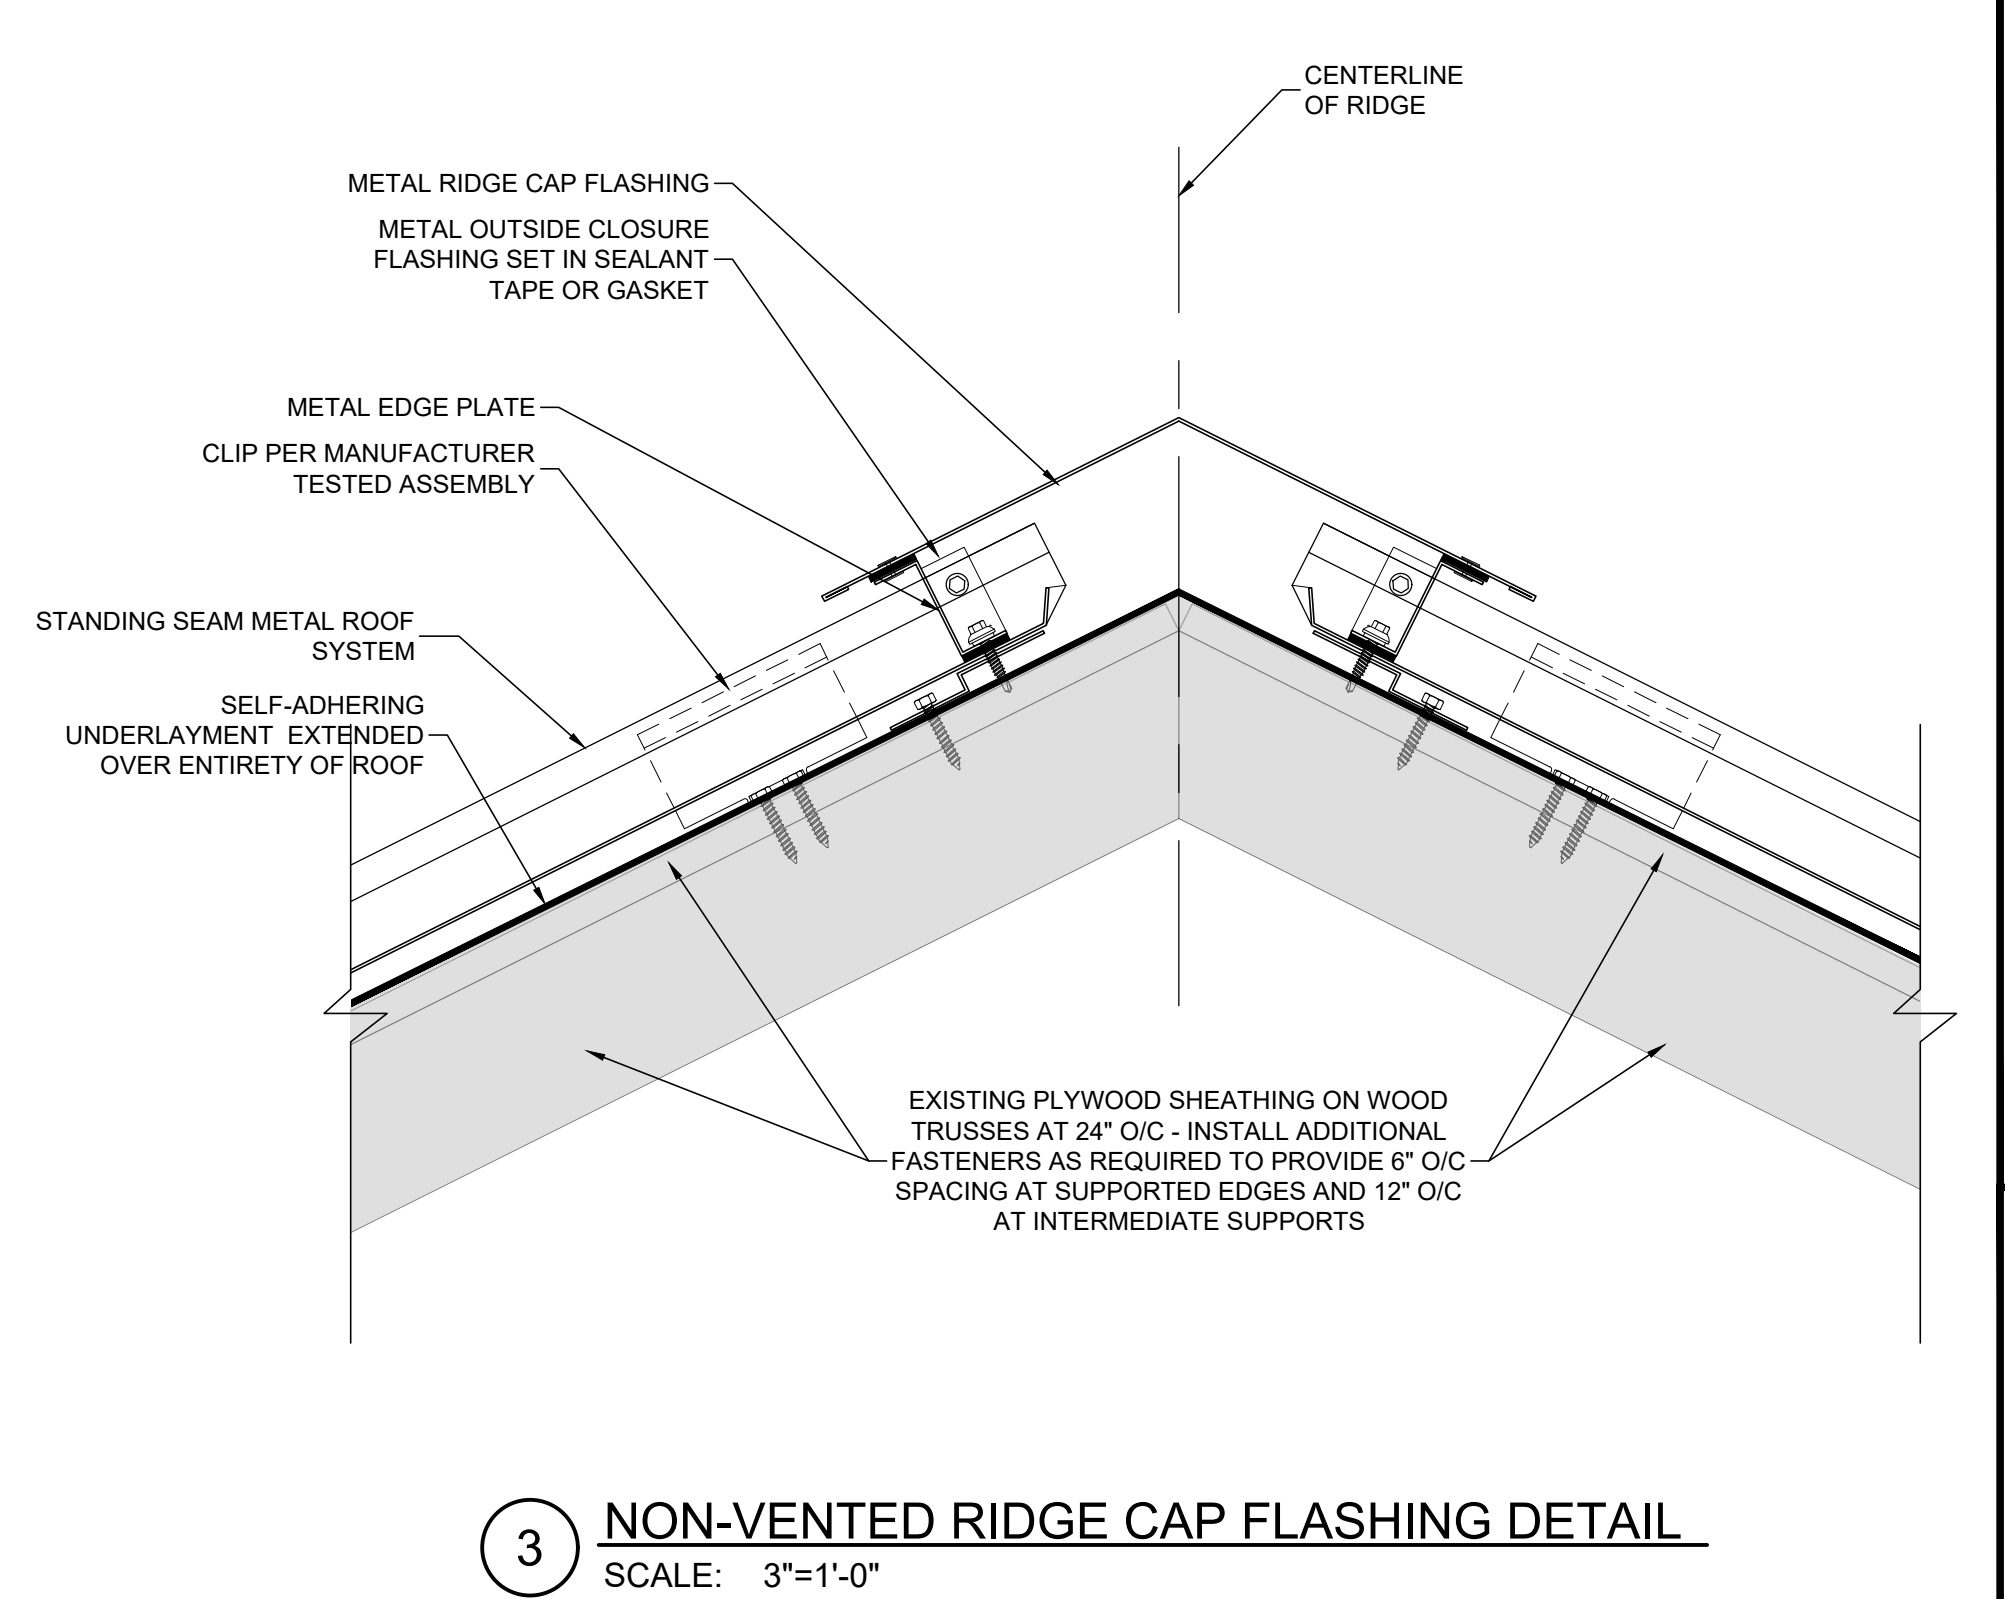 CENTERLINE
OF RIDGE
METAL RIDGE CAP FLASHING
METAL OUTSIDE CLOSURE
FLASHING SET IN SEALANT
TAPE OR GASKET
METAL EDGE PLATE
CLIP PER MANUFACTURER
TESTED ASSEMBLY
STANDING SEAM METAL ROOF
SYSTEM
SELF-ADHERING
UNDERLAYMENT EXTENDED
OVER ENTIRETY OF ROOF
EXISTING PLYWOOD SHEATHING ON WOOD
TRUSSES AT 24" O/C - INSTALL ADDITIONAL
FASTENERS AS REQUIRED TO PROVIDE 6" O/C
SPACING AT SUPPORTED EDGES AND 12" O/C
AT INTERMEDIATE SUPPORTS
3
NON-VENTED RIDGE CAP FLASHING DETAIL
SCALE: 3"=1'-0"